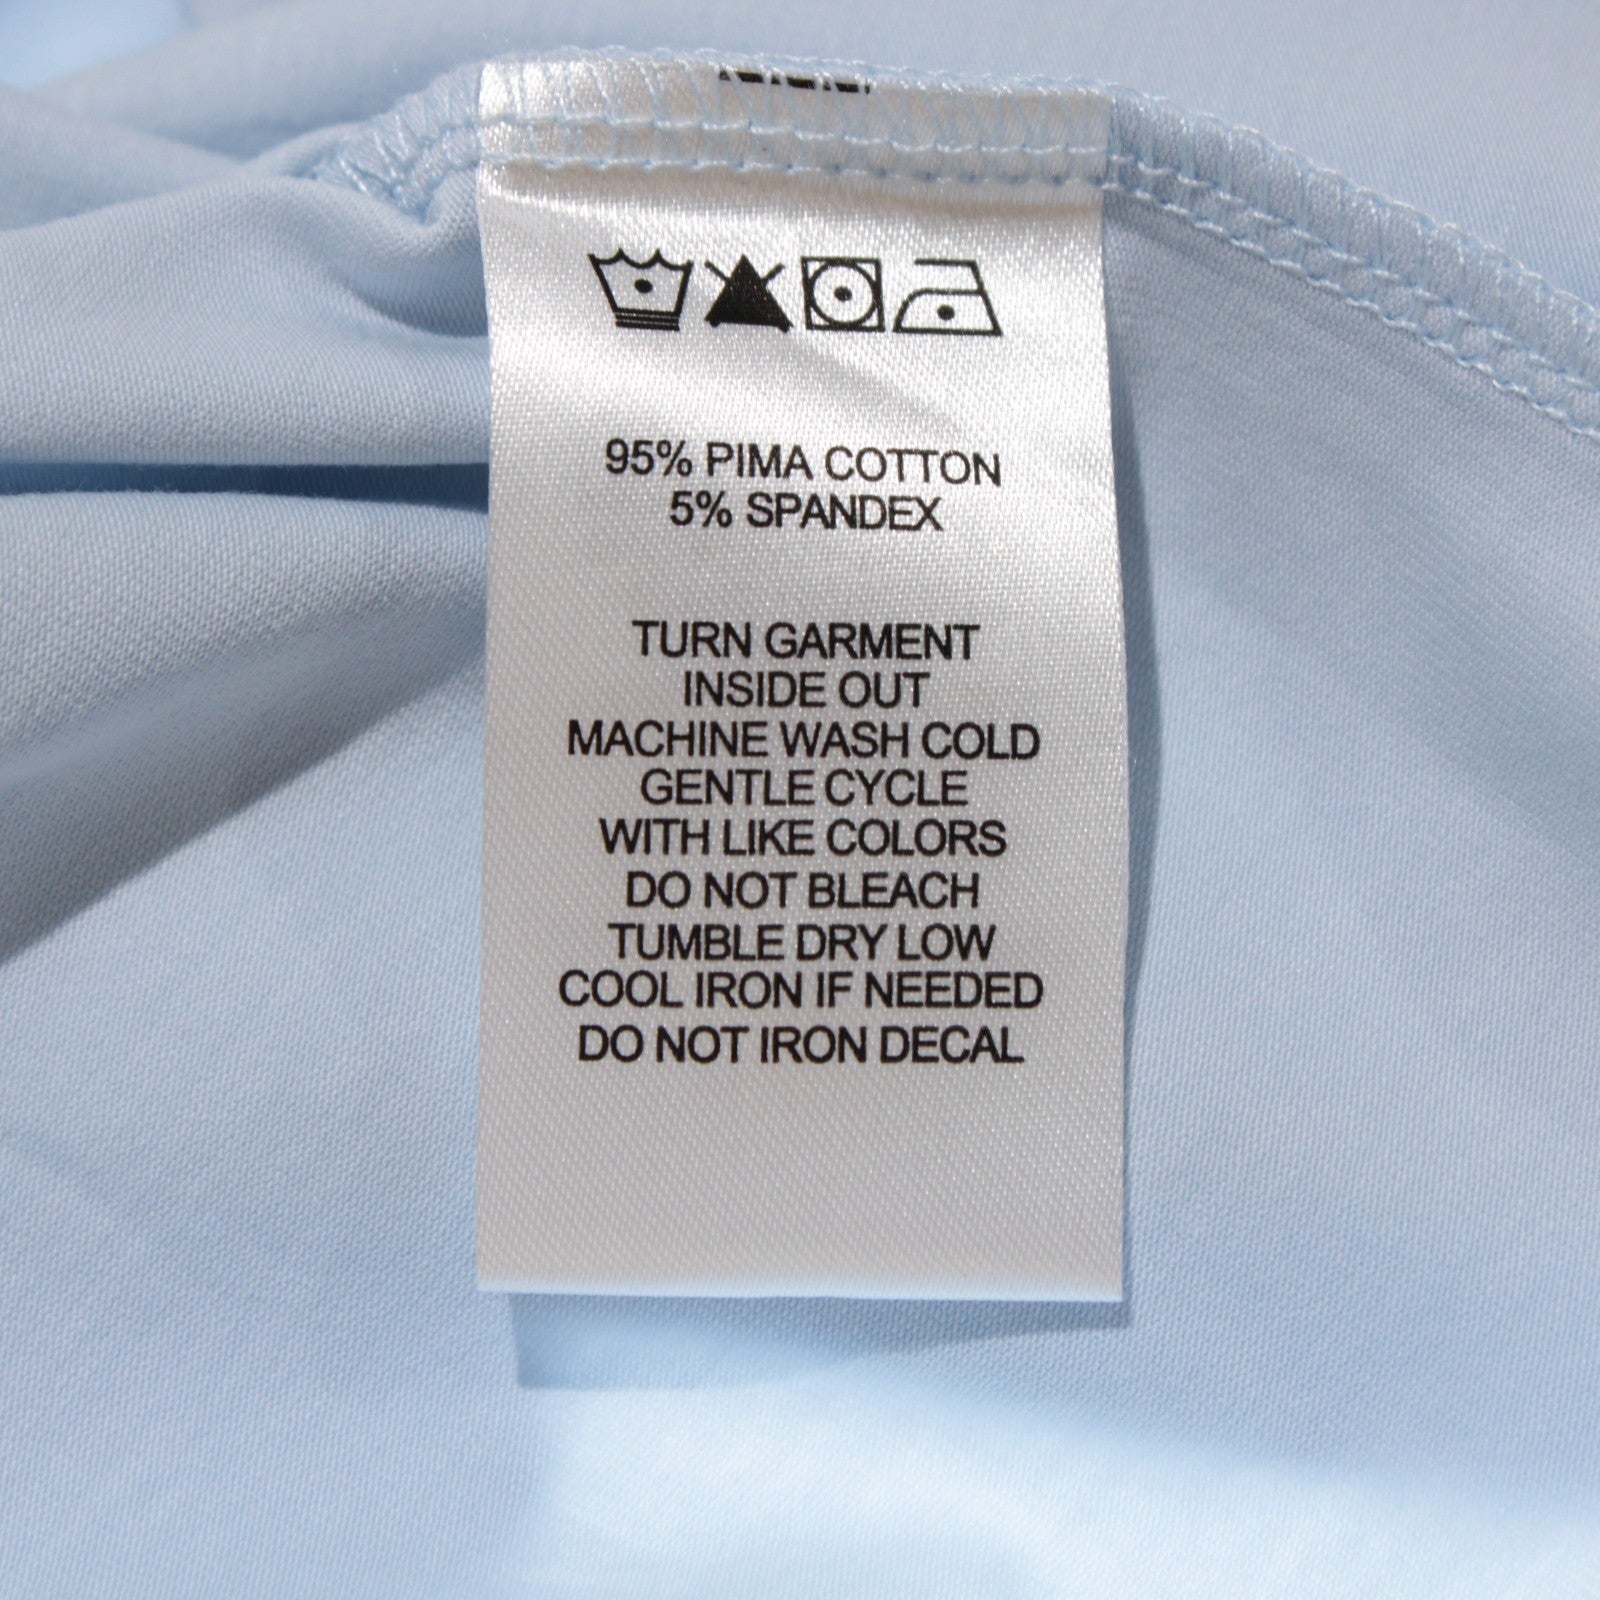 95% PIMA COTTON
5% SPANDEX
TURN GARMENT
INSIDE OUT
MACHINE WASH COLD
GENTLE CYCLE
WITH LIKE COLORS
DO NOT BLEACH
TUMBLE DRY LOW
COOL IRON IF NEEDED
DO NOT IRON DECAL